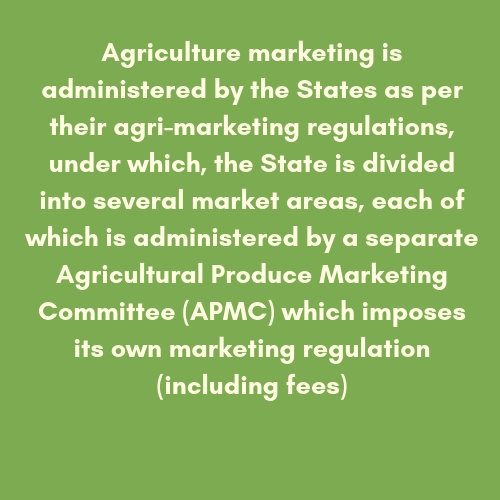 Agriculture marketing is
administered by the States as per
their agri-marketing regulations,
under which, the State is divided
into several market areas, each of
which is administered by a separate
Agricultural Produce Marketing
Committee (APMC) which imposes
its own marketing regulation
(including fees)